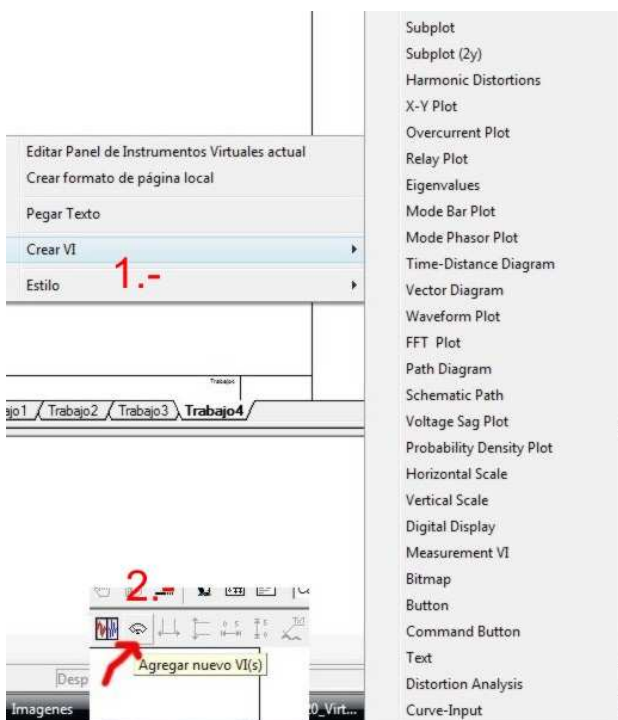 Editar Panel de Instrumentos Virtuales actual
Crear formato de página local
Pegar Texto
Crear VI
1.-
Estilo
Trabajos
ajo1 / Trabajo2 / Trabajo3 \ Trabajo4 /
2.-
Agregar nuevo VI(s)
Desp
Imagenes
20_Virt...
Subplot
Subplot (2y)
Harmonic Distortions
X-Y Plot
Overcurrent Plot
Relay Plot
Eigenvalues
Mode Bar Plot
Mode Phasor Plot
Time-Distance Diagram
Vector Diagram
Waveform Plot
FFT Plot
Path Diagram
Schematic Path
Voltage Sag Plot
Probability Density Plot
Horizontal Scale
Vertical Scale
Digital Display
Measurement VI
Bitmap
Button
Command Button
Text
Distortion Analysis
Curve-Input